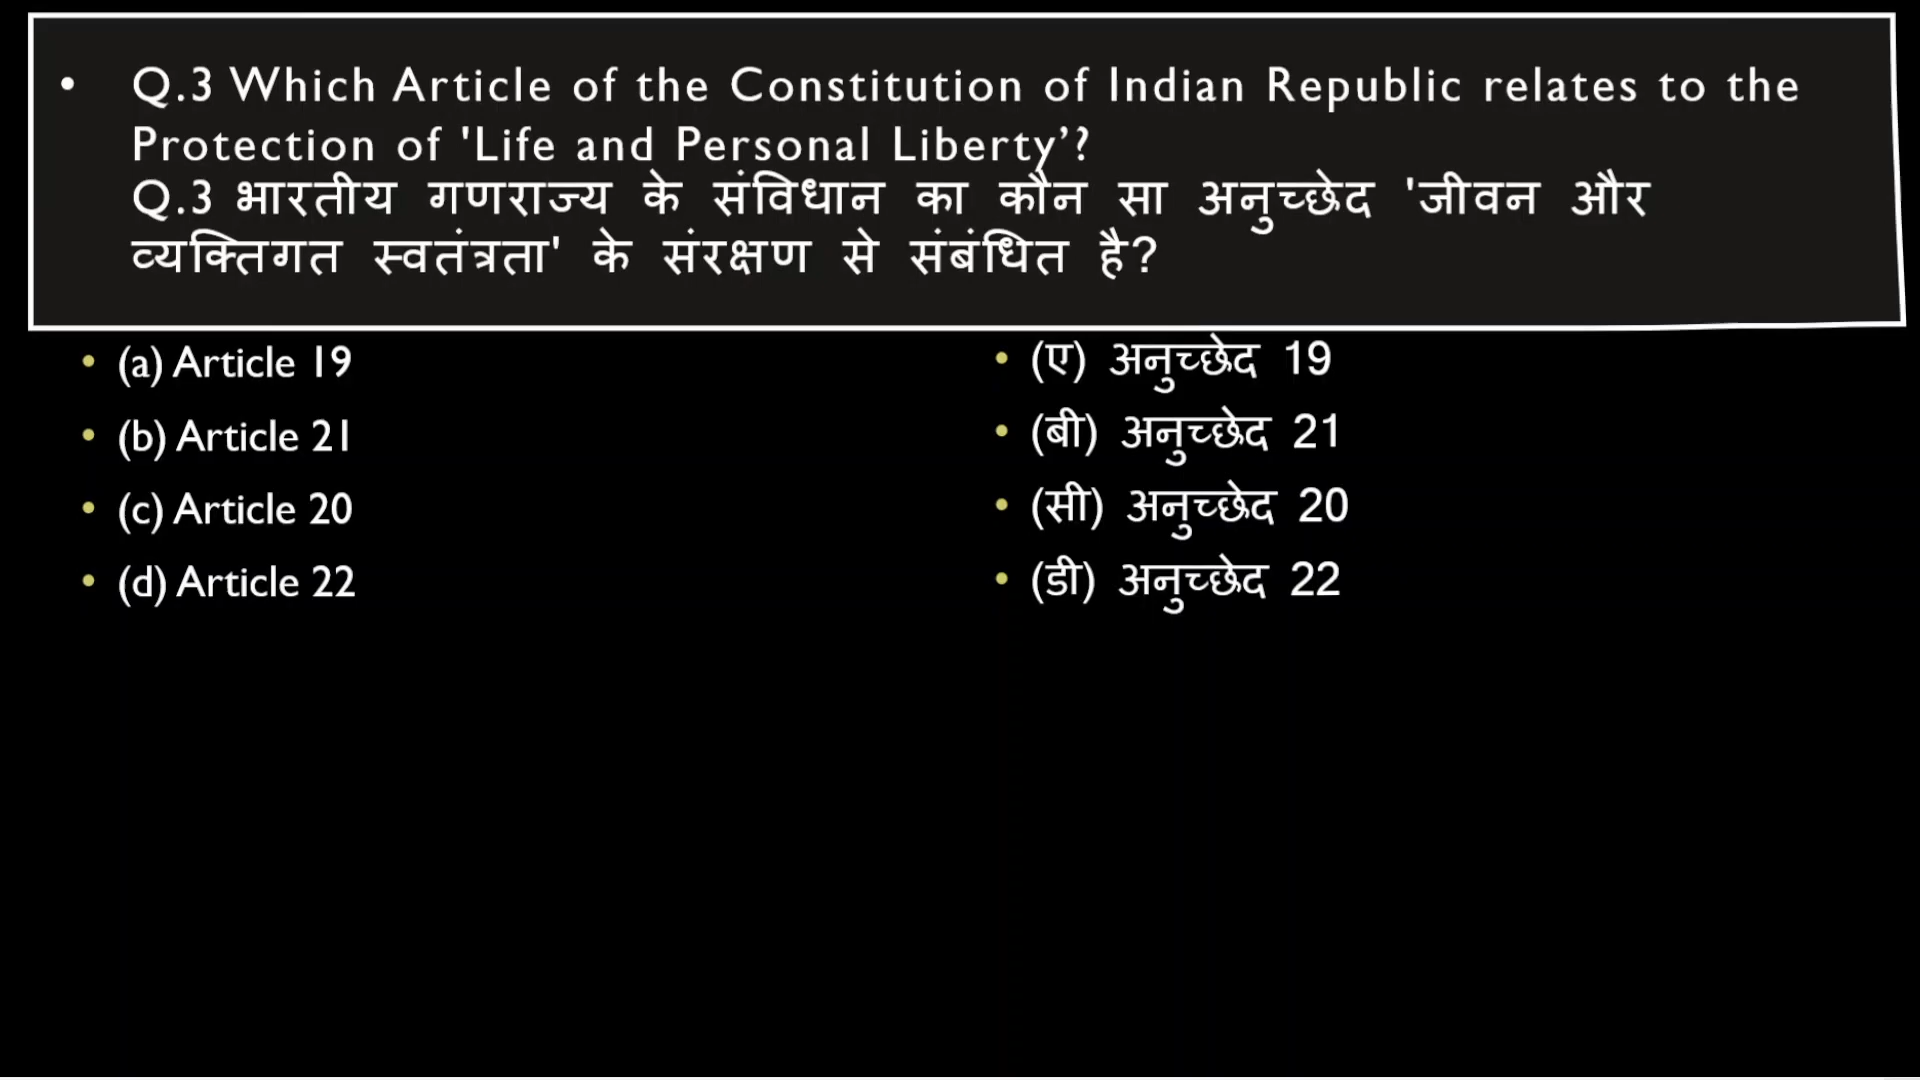 • Q.3 Which Article of the Constitution of Indian Republic relates to the
Protection of 'Life and Personal Liberty’?
Q.3 भारतीय गणराज्य के संविधान का कौन सा अनुच्छेद 'जीवन और
व्यक्तिगत स्वतंत्रता' के संरक्षण से संबंधित है?
• (a) Article 19
• (b) Article 21
• (c) Article 20
• (d) Article 22
• (ए) अनुच्छेद 19
• (बी) अनुच्छेद 21
• (सी) अनुच्छेद 20
• (डी) अनुच्छेद 22